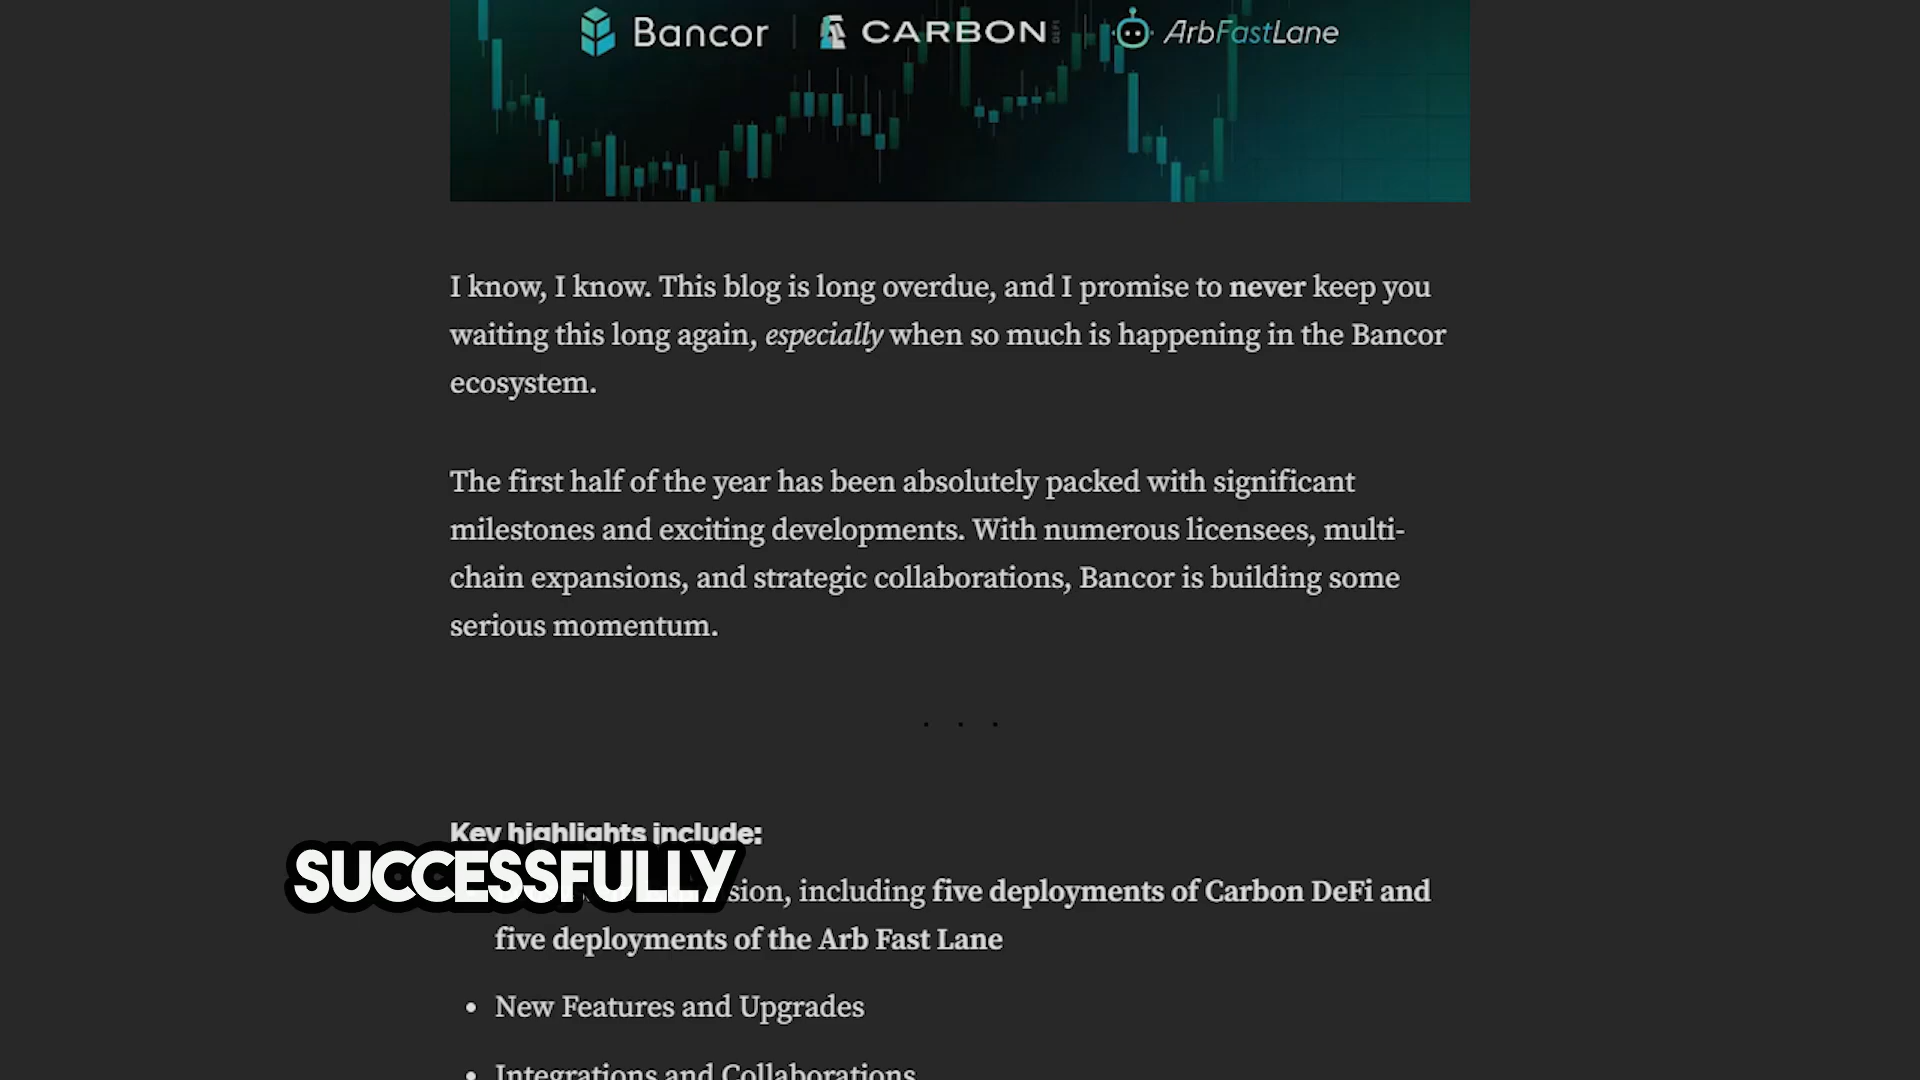 Bancor | CARBON DEFI | ArbFastLane
I know, I know. This blog is long overdue, and I promise to never keep you
waiting this long again, especially when so much is happening in the Bancor
ecosystem.
The first half of the year has been absolutely packed with significant
milestones and exciting developments. With numerous licensees, multi-
chain expansions, and strategic collaborations, Bancor is building some
serious momentum.
. . .
Key highlights include:
SUCCESSFULLY
sion, including five deployments of Carbon DeFi and
five deployments of the Arb Fast Lane
• New Features and Upgrades
• Integrations and Collaborations